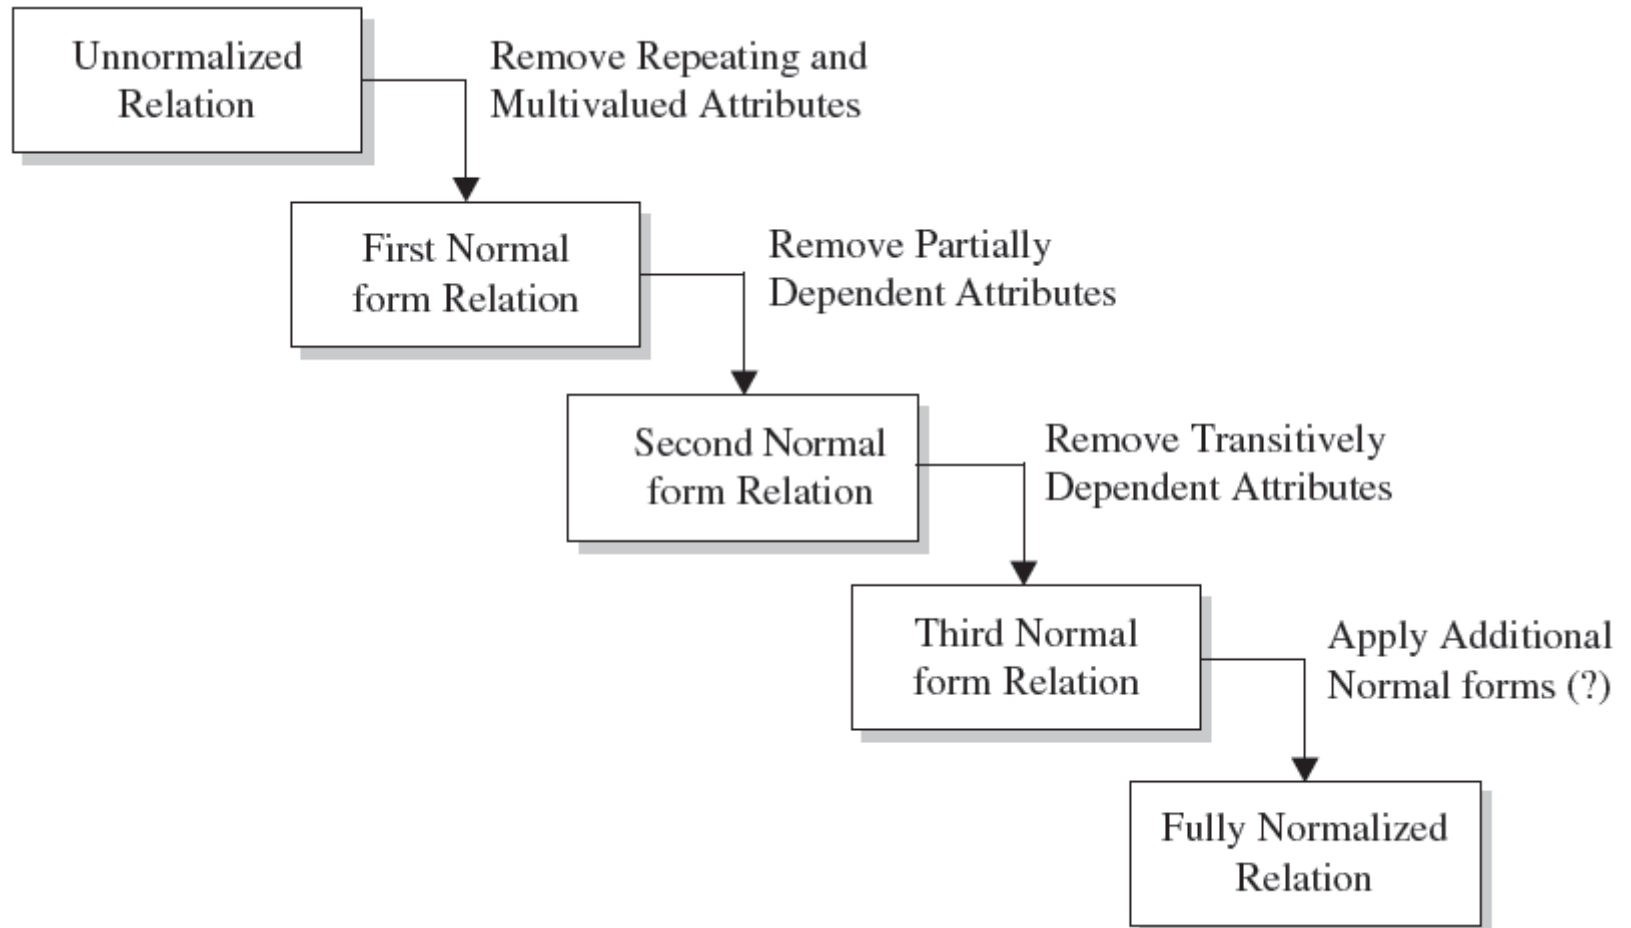 Unnormalized
Relation
Remove Repeating and
Multivalued Attributes
First Normal
form Relation
Remove Partially
Dependent Attributes
Second Normal
form Relation
Remove Transitively
Dependent Attributes
Third Normal
form Relation
Apply Additional
Normal forms (?)
Fully Normalized
Relation